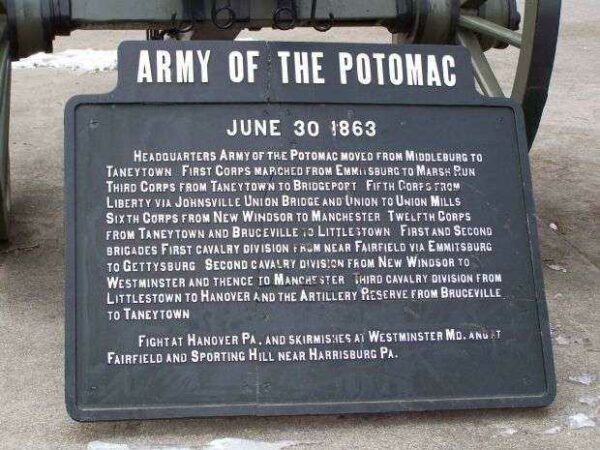 ARMY OF THE POTOMAC
JUNE 30 1863
HEADQUARTERS ARMY OF THE POTOMAC MOVED FROM MIDDLEBURG TO
TANEYTOWN FIRST CORPS MARCHED FROM EMMITSBURG TO MARSH RUN
THIRD CORPS FROM TANEYTOWN TO BRIDGEPORT FIFTH CORPS FROM
LIBERTY VIA JOHNSVILLE UNION BRIDGE AND UNION TO UNION MILLS
SIXTH CORPS FROM NEW WINDSOR TO MANCHESTER TWELFTH CORPS
FROM TANEYTOWN AND BRUCEVILLE TO LITTLESTOWN FIRST AND SECOND
BRIGADES FIRST CAVALRY DIVISION FROM NEAR FAIRFIELD VIA EMMITSBURG
TO GETTYSBURG SECOND CAVALRY DIVISION FROM NEW WINDSOR TO
WESTMINSTER AND THENCE TO MANCHESTER THIRD CAVALRY DIVISION FROM
LITTLESTOWN TO HANOVER AND THE ARTILLERY RESERVE FROM BRUCEVILLE
TO TANEYTOWN
FIGHT AT HANOVER PA. AND SKIRMISHES AT WESTMINSTER MD. AND AT
FAIRFIELD AND SPORTING HILL NEAR HARRISBURG PA.